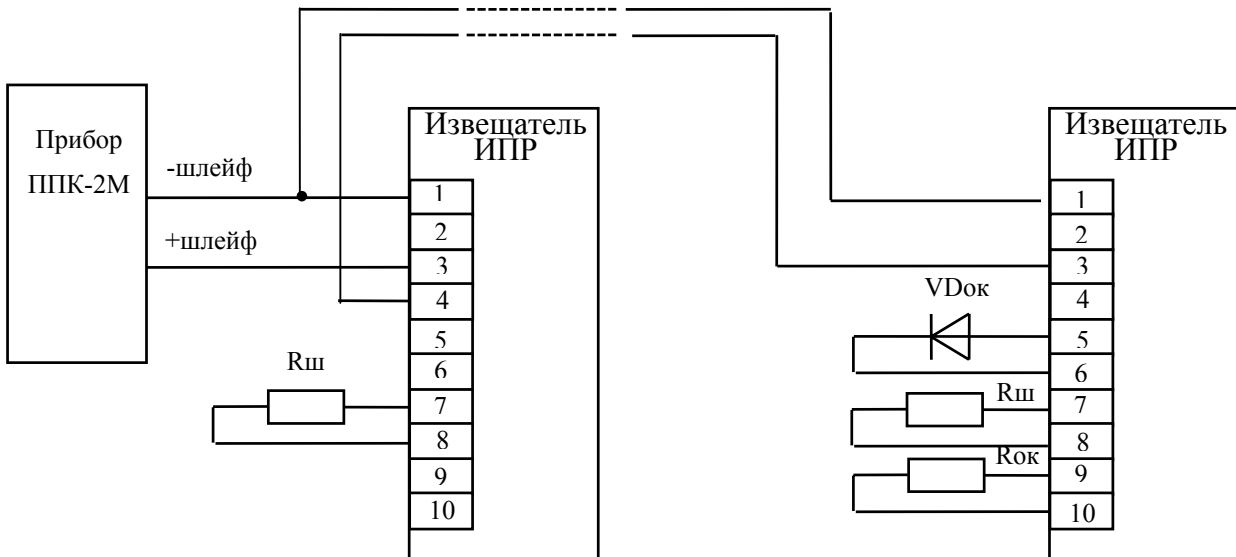 Прибор
ППК-2М
-шлейф
+шлейф
Извещатель
ИПР
1
2
3
4
5
6
7
8
9
10
Rш
Извещатель
ИПР
1
2
3
4
5
6
7
8
9
10
VDок
Rш
Rок